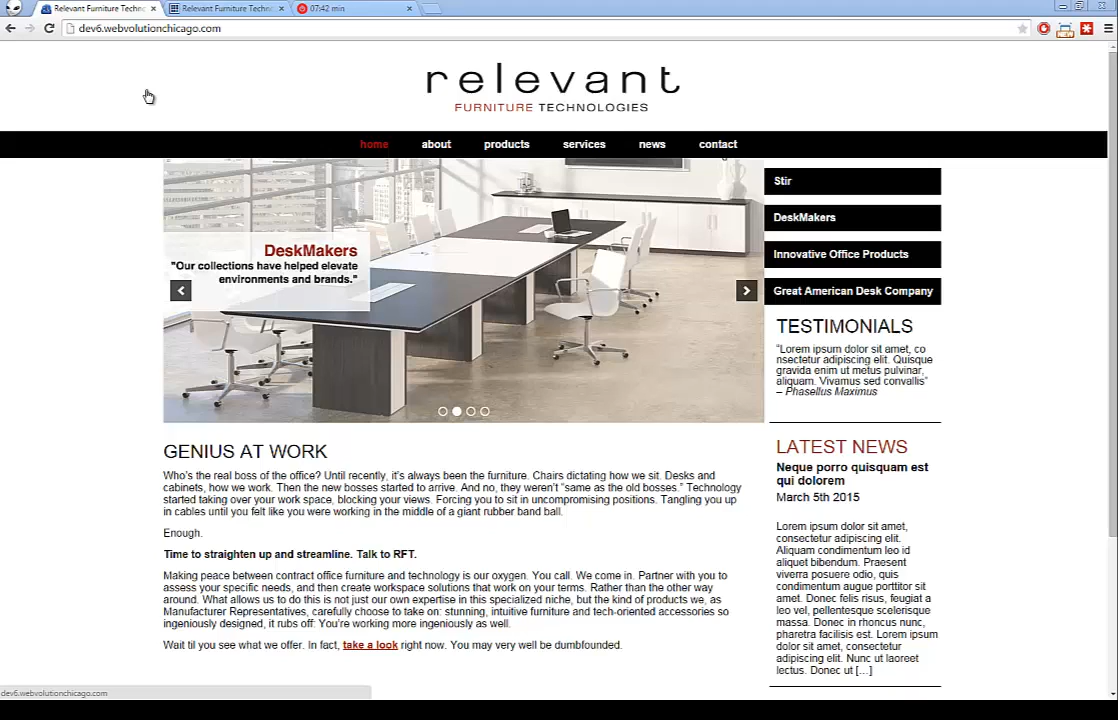 Relevant Furniture Techno
Relevant Furniture Techno
07:42 min
dev6.webvolutionchicago.com
relevant
FURNITURE TECHNOLOGIES
home about products services news contact
DeskMakers
"Our collections have helped elevate
environments and brands."
Stir
DeskMakers
Innovative Office Products
Great American Desk Company
TESTIMONIALS
“Lorem ipsum dolor sit amet, co
nsectetur adipiscing elit. Quisque
gravida enim ut metus pulvinar,
aliquam. Vivamus sed convallis”
– Phasellus Maximus
GENIUS AT WORK
Who’s the real boss of the office? Until recently, it’s always been the furniture. Chairs dictating how we sit. Desks and
cabinets, how we work. Then the new bosses started to arrive. And no, they weren’t “same as the old bosses.” Technology
started taking over your work space, blocking your views. Forcing you to sit in uncompromising positions. Tangling you up
in cables until you felt like you were working in the middle of a giant rubber band ball.
Enough.
Time to straighten up and streamline. Talk to RFT.
Making peace between contract office furniture and technology is our oxygen. You call. We come in. Partner with you to
assess your specific needs, and then create workspace solutions that work on your terms. Rather than the other way
around. What allows us to do this is not just our own expertise in this specialized niche, but the kind of products we, as
Manufacturer Representatives, carefully choose to take on: stunning, intuitive furniture and tech-oriented accessories so
ingeniously designed, it rubs off: You’re working more ingeniously as well.
Wait til you see what we offer. In fact, take a look right now. You may very well be dumbfounded.
LATEST NEWS
Neque porro quisquam est
qui dolorem
March 5th 2015
Lorem ipsum dolor sit amet,
consectetur adipiscing elit.
Aliquam condimentum leo id
aliquet bibendum. Praesent
viverra posuere odio, quis
condimentum augue porttitor sit
amet. Donec felis risus, feugiat a
leo vel, pellentesque scelerisque
massa. Donec in rhoncus nunc,
pharetra facilisis est. Lorem ipsum
dolor sit amet, consectetur
adipiscing elit. Nunc ut laoreet
lectus. Donec ut […]
dev6.webvolutionchicago.com